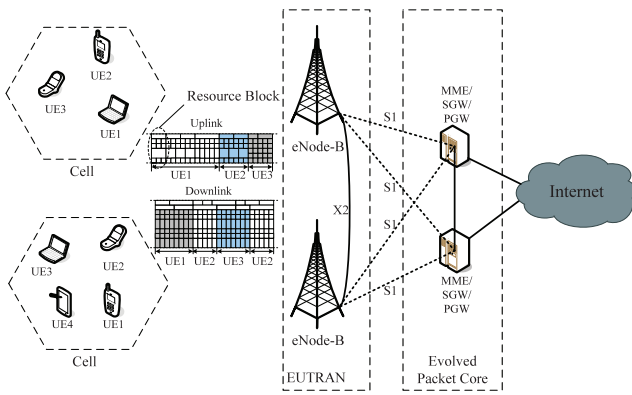 UE2
UE3
UE1
Cell
Resource Block
Uplink
UE1
UE2
UE3
Downlink
UE1
UE2
UE3
UE2
UE3
UE2
UE4
UE1
Cell
eNode-B
X2
eNode-B
EUTRAN
S1
S1
S1
S1
MME/
SGW/
PGW
MME/
SGW/
PGW
Evolved
Packet Core
Internet